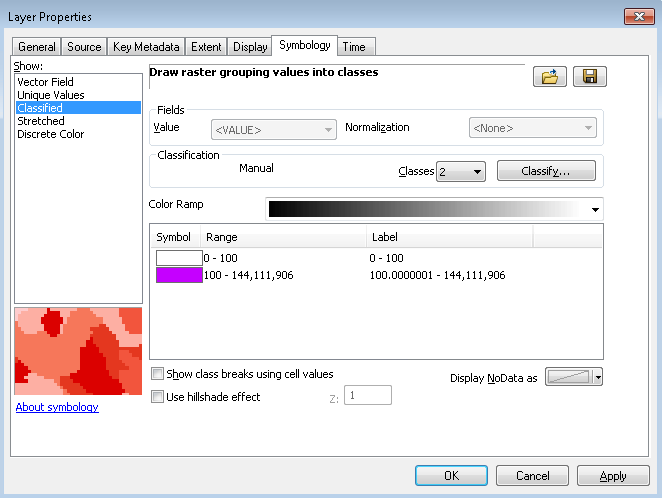 Layer Properties
General Source Key Metadata Extent Display Symbology Time
Show:
Vector Field
Unique Values
Classified
Stretched
Discrete Color
About symbology
Draw raster grouping values into classes
Fields
Value <VALUE> Normalization <None>
Classification
Manual Classes 2 Classify...
Color Ramp
Symbol Range Label
0 - 100 0 - 100
100 - 144,111,906 100.0000001 - 144,111,906
Show class breaks using cell values
Display NoData as
Use hillshade effect Z: 1
OK Cancel Apply